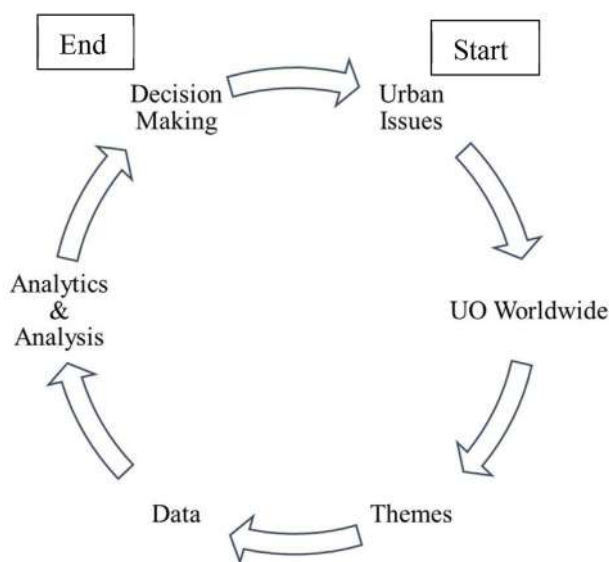 End
Start
Decision
Making
Urban
Issues
UO Worldwide
Themes
Data
Analytics
&
Analysis